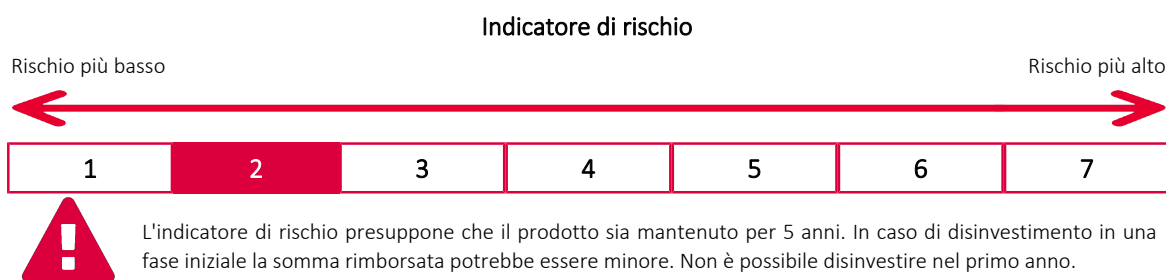 Indicatore di rischio
Rischio più basso
Rischio più alto
1 2 3 4 5 6 7
L'indicatore di rischio presuppone che il prodotto sia mantenuto per 5 anni. In caso di disinvestimento in una
fase iniziale la somma rimborsata potrebbe essere minore. Non è possibile disinvestire nel primo anno.